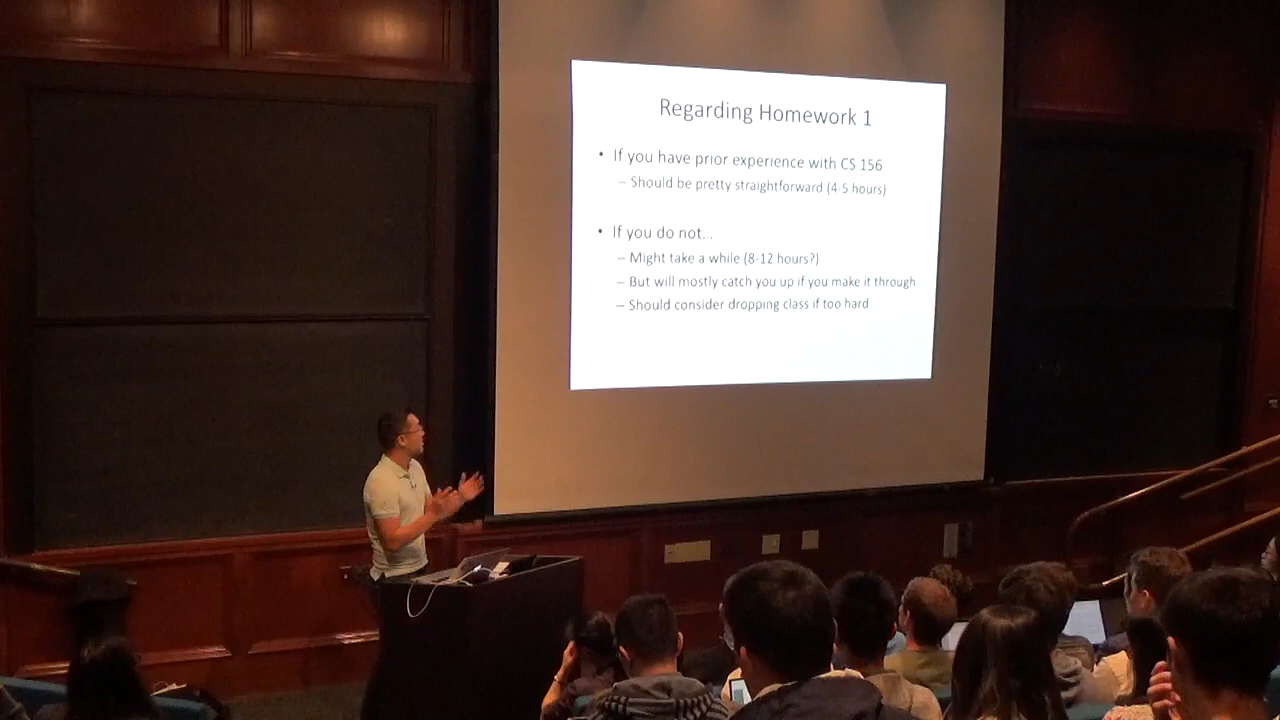 Regarding Homework 1
• If you have prior experience with CS 156
– Should be pretty straightforward (4-5 hours)
• If you do not...
– Might take a while (8-12 hours?)
– But will mostly catch you up if you make it through
– Should consider dropping class if too hard